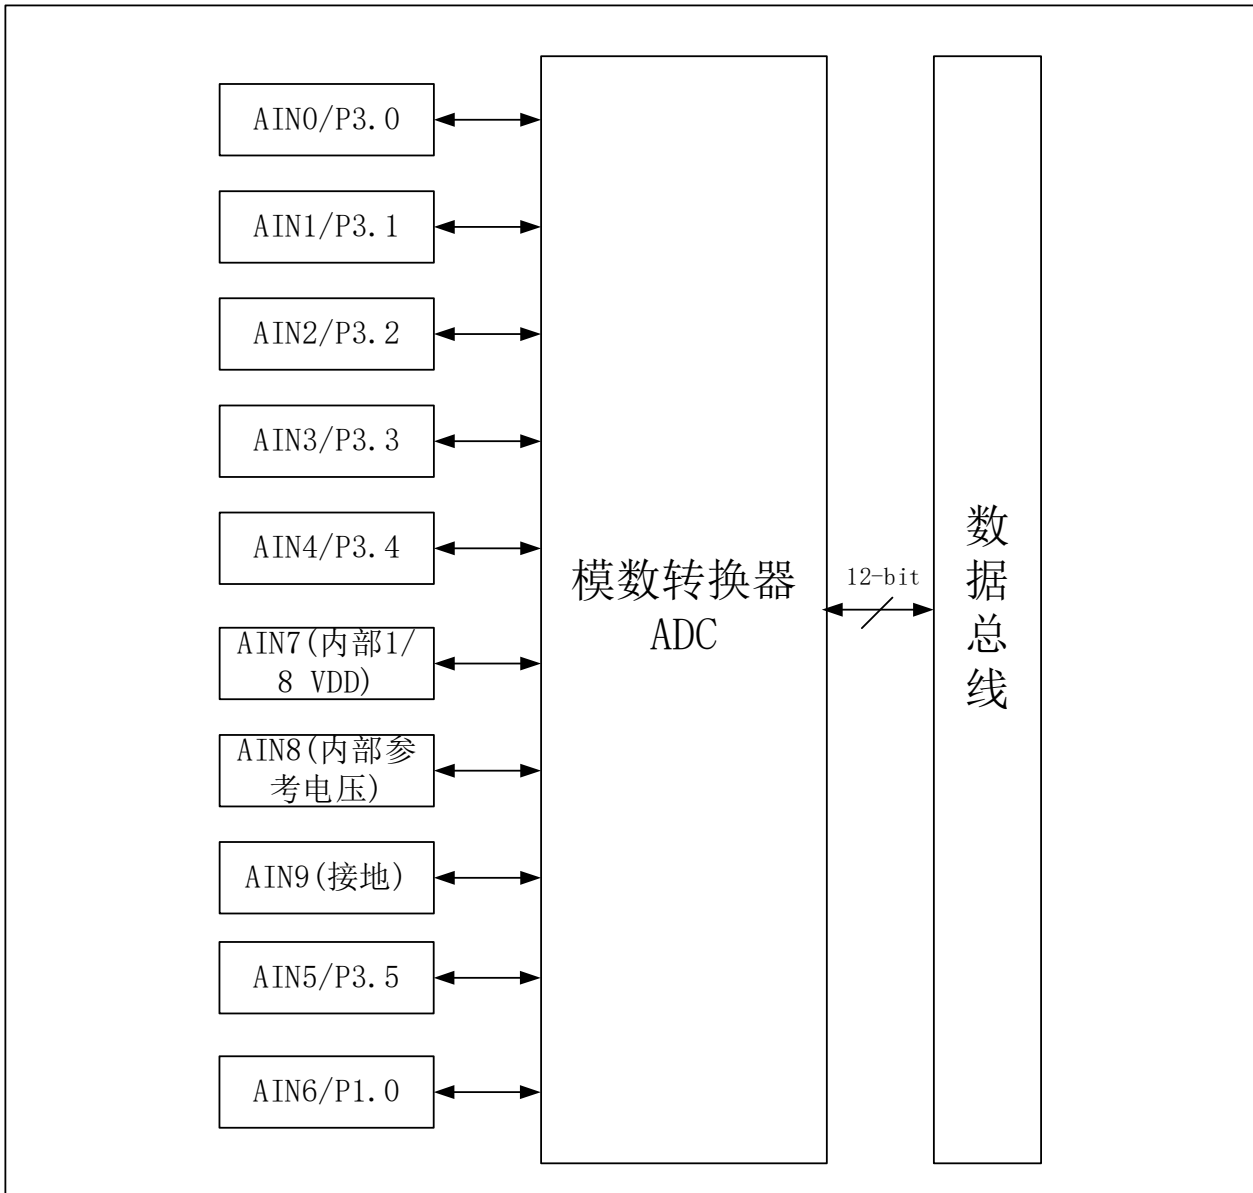 AIN0/P3.0
AIN1/P3.1
AIN2/P3.2
AIN3/P3.3
AIN4/P3.4
AIN7(内部1/
8 VDD)
AIN8(内部参
考电压)
AIN9(接地)
AIN5/P3.5
AIN6/P1.0
模数转换器
ADC
12-bit
数
据
总
线